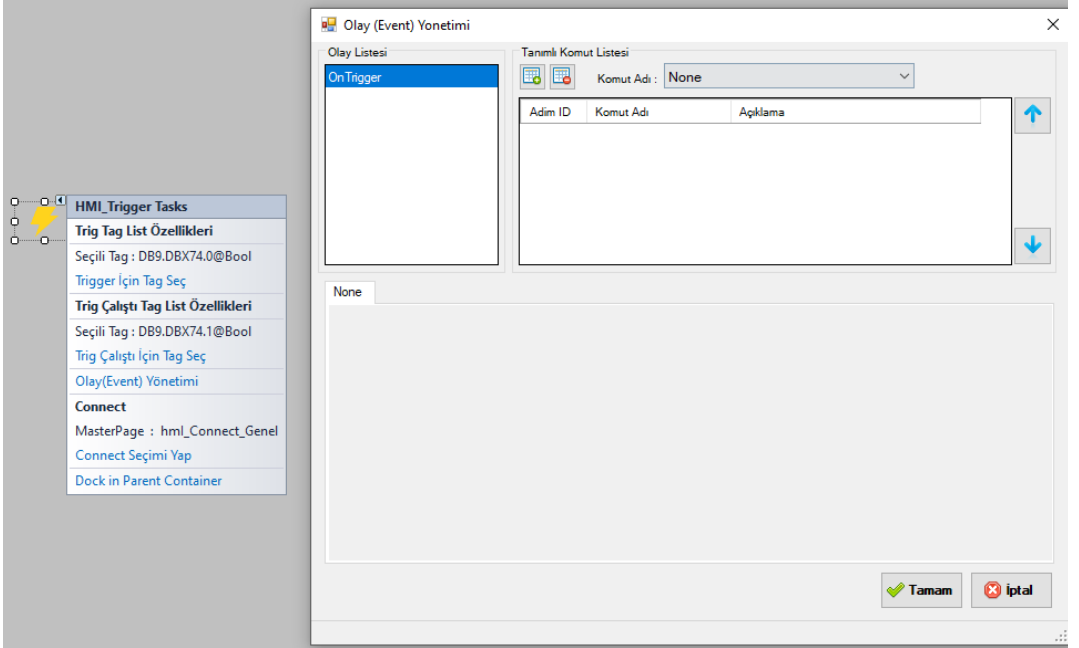 HMI_Trigger Tasks
Trig Tag List Özellikleri
Seçili Tag : DB9.DBX74.0@Bool
Trigger İçin Tag Seç
Trig Çalıştı Tag List Özellikleri
Seçili Tag : DB9.DBX74.1@Bool
Trig Çalıştı İçin Tag Seç
Olay(Event) Yönetimi
Connect
MasterPage : hml_Connect_Genel
Connect Seçimi Yap
Dock in Parent Container
Olay (Event) Yonetimi
Olay Listesi
OnTrigger
Tanımlı Komut Listesi
Komut Adı : None
Adim ID Komut Adı Açıklama
None
Tamam İptal